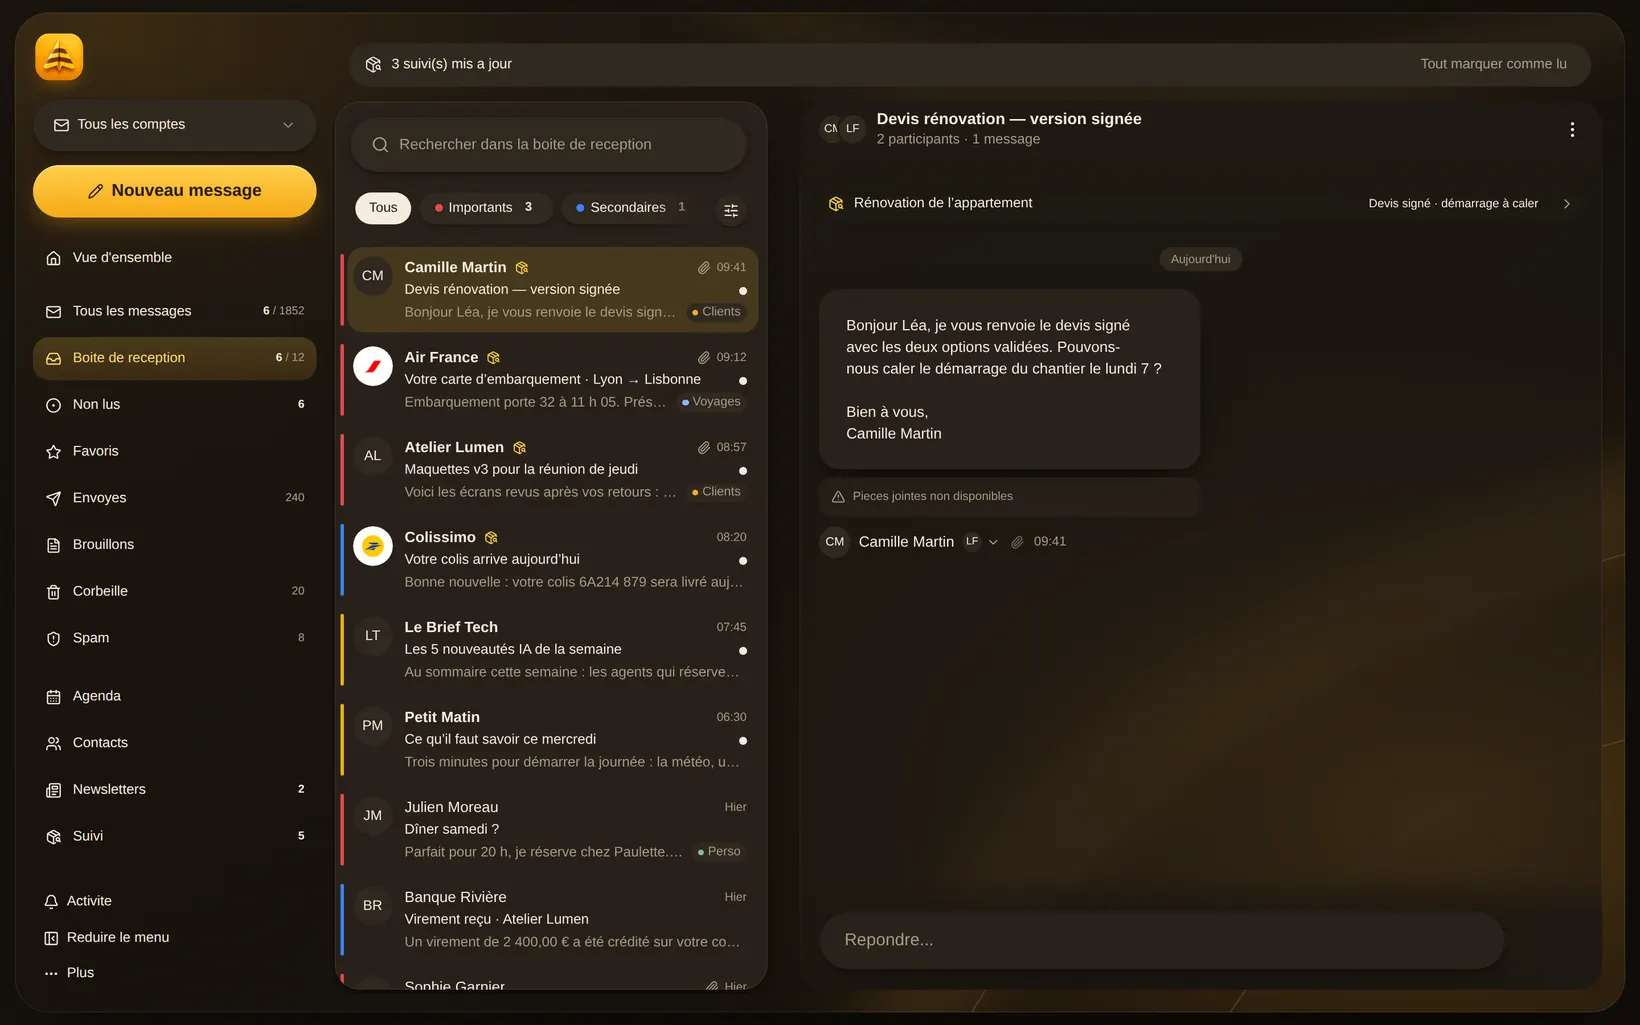 3 suivi(s) mis a jour
Tout marquer comme lu
Tous les comptes
Nouveau message
Vue d'ensemble
Tous les messages 6 / 1852
Boite de reception 6 / 12
Non lus 6
Favoris
Envoyes 240
Brouillons
Corbeille 20
Spam 8
Agenda
Contacts
Newsletters 2
Suivi 5
Activite
Reduire le menu
Plus
Rechercher dans la boite de reception
Tous Importants 3 Secondaires 1
CM Camille Martin 09:41
Devis rénovation — version signée
Bonjour Léa, je vous renvoie le devis sign… Clients
Air France 09:12
Votre carte d’embarquement · Lyon → Lisbonne
Embarquement porte 32 à 11 h 05. Prés… Voyages
AL Atelier Lumen 08:57
Maquettes v3 pour la réunion de jeudi
Voici les écrans revus après vos retours : … Clients
Colissimo 08:20
Votre colis arrive aujourd’hui
Bonne nouvelle : votre colis 6A214 879 sera livré auj…
LT Le Brief Tech 07:45
Les 5 nouveautés IA de la semaine
Au sommaire cette semaine : les agents qui réserve…
PM Petit Matin 06:30
Ce qu’il faut savoir ce mercredi
Trois minutes pour démarrer la journée : la météo, u…
JM Julien Moreau Hier
Dîner samedi ?
Parfait pour 20 h, je réserve chez Paulette.… Perso
BR Banque Rivière Hier
Virement reçu · Atelier Lumen
Un virement de 2 400,00 € a été crédité sur votre co…
Sophie Garnier Hier
LF Devis rénovation — version signée
2 participants · 1 message
Rénovation de l’appartement Devis signé · démarrage à caler
Aujourd'hui
Bonjour Léa, je vous renvoie le devis signé
avec les deux options validées. Pouvons-
nous caler le démarrage du chantier le lundi 7 ?
Bien à vous,
Camille Martin
Pieces jointes non disponibles
CM Camille Martin LF 09:41
Repondre...